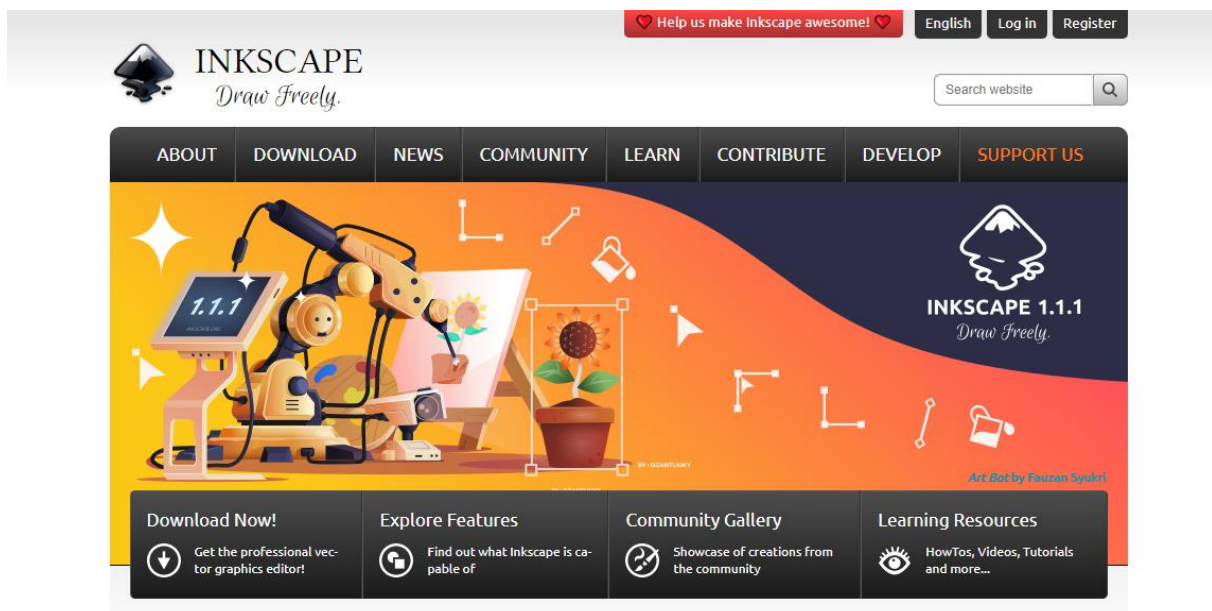 ❤ Help us make Inkscape awesome! ❤
English
Log in
Register
INKSCAPE
Draw Freely.
Search website
ABOUT
DOWNLOAD
NEWS
COMMUNITY
LEARN
CONTRIBUTE
DEVELOP
SUPPORT US
1.1.1
INKSCAPE 1.1.1
Draw Freely.
Art Bot by Fauzan Syukri
Download Now!
Get the professional vec-
tor graphics editor!
Explore Features
Find out what Inkscape is ca-
pable of
Community Gallery
Showcase of creations from
the community
Learning Resources
HowTos, Videos, Tutorials
and more...